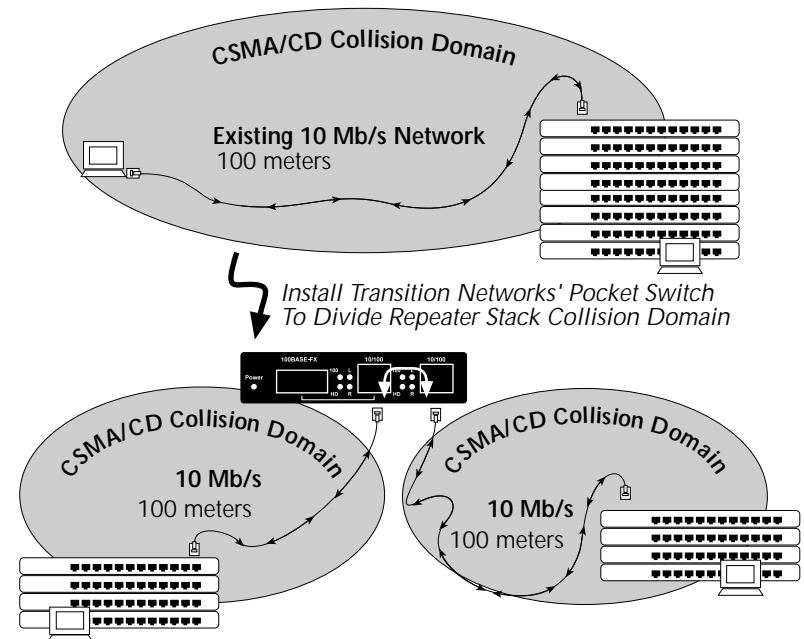 CSMA/CD Collision Domain
Existing 10 Mb/s Network
100 meters
Install Transition Networks' Pocket Switch
To Divide Repeater Stack Collision Domain
100BASE-FX
10/100
10/100
Power
100 L
100 L
HD R
HD R
CSMA/CD Collision Domain
10 Mb/s
100 meters
CSMA/CD Collision Domain
10 Mb/s
100 meters